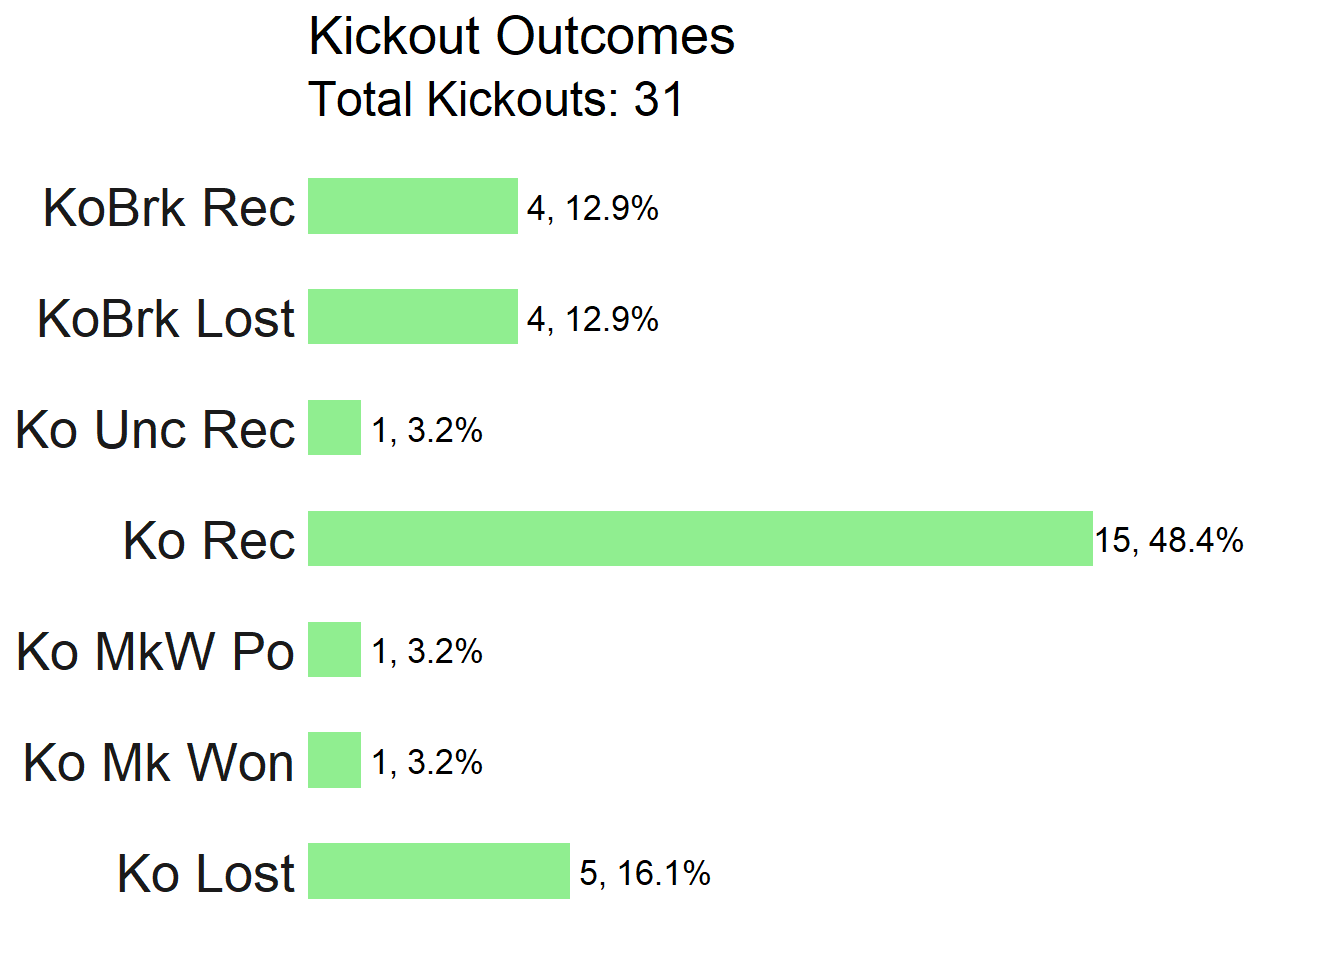 Kickout Outcomes
Total Kickouts: 31
KoBrk Rec 4, 12.9%
KoBrk Lost 4, 12.9%
Ko Unc Rec 1, 3.2%
Ko Rec 15, 48.4%
Ko MkW Po 1, 3.2%
Ko Mk Won 1, 3.2%
Ko Lost 5, 16.1%